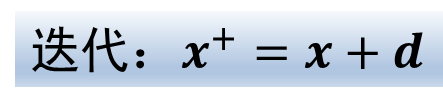 迭代：x⁺ = x + d